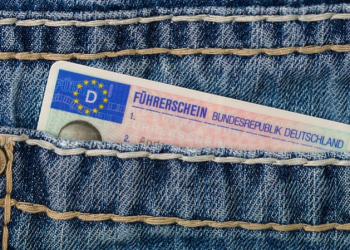 D
FÜHRERSCHEIN BUNDESREPUBLIK DEUTSCHLAND
1.
2.